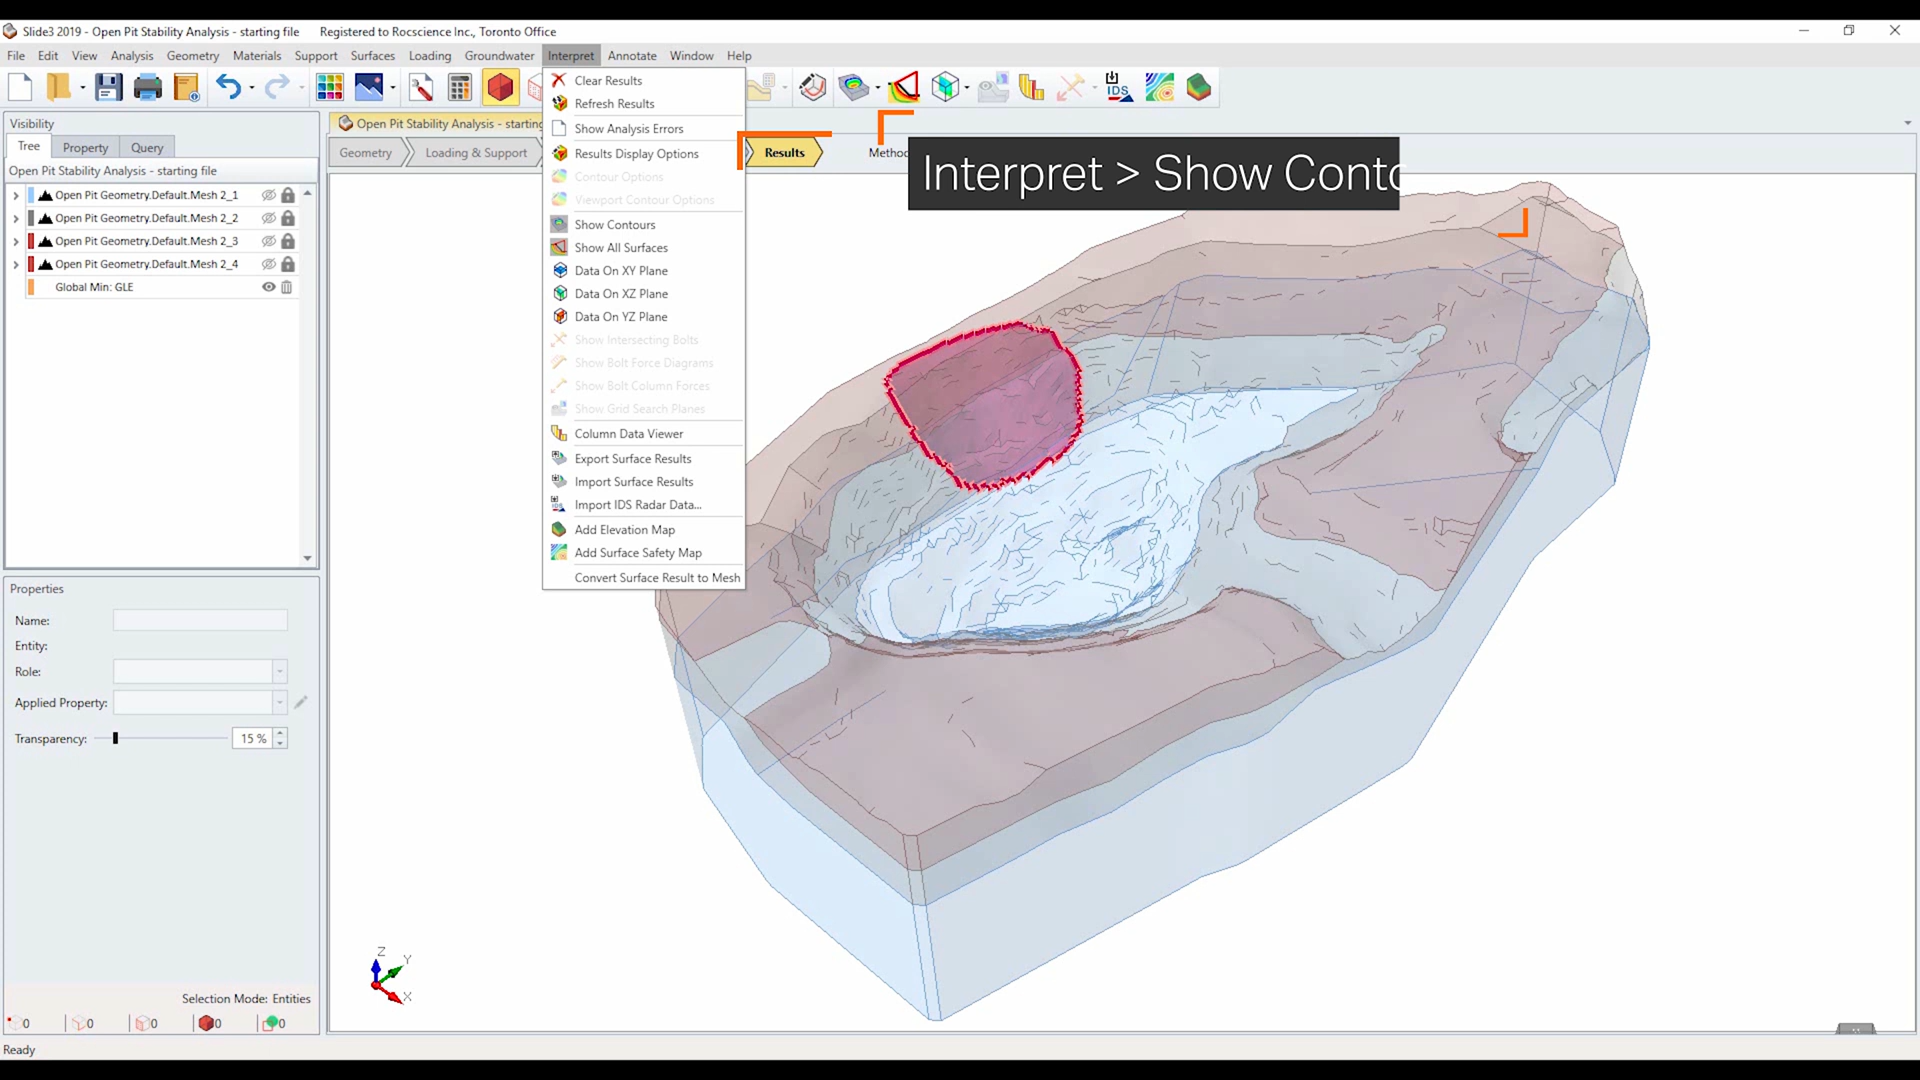 Slide3 2019 - Open Pit Stability Analysis - starting file Registered to Rocscience Inc., Toronto Office
File Edit View Analysis Geometry Materials Support Surfaces Loading Groundwater Interpret Annotate Window Help
IDS
Visibility
Tree Property Query
Open Pit Stability Analysis - starting file
Open Pit Geometry.Default.Mesh 2_1
Open Pit Geometry.Default.Mesh 2_2
Open Pit Geometry.Default.Mesh 2_3
Open Pit Geometry.Default.Mesh 2_4
Global Min: GLE
Properties
Name:
Entity:
Role:
Applied Property:
Transparency: 15 %
Selection Mode: Entities
0 0 0 0 0
Ready
Open Pit Stability Analysis - starting
Geometry Loading & Support Results
Clear Results
Refresh Results
Show Analysis Errors
Results Display Options
Contour Options
Viewport Contour Options
Show Contours
Show All Surfaces
Data On XY Plane
Data On XZ Plane
Data On YZ Plane
Show Intersecting Bolts
Show Bolt Force Diagrams
Show Bolt Column Forces
Show Grid Search Planes
Column Data Viewer
Export Surface Results
Import Surface Results
Import IDS Radar Data...
Add Elevation Map
Add Surface Safety Map
Convert Surface Result to Mesh
Interpret > Show Conto
Z
Y
X